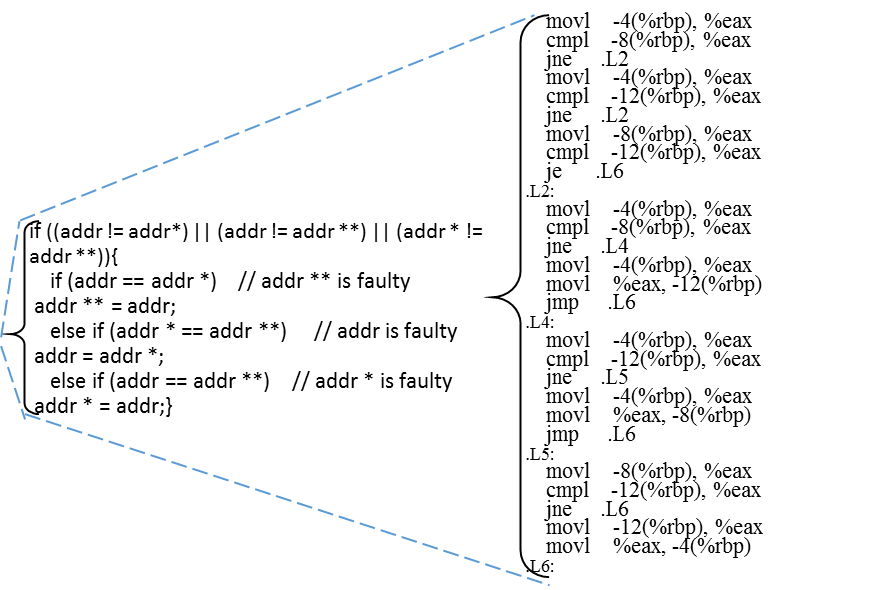 if ((addr != addr*) || (addr != addr **) || (addr * !=
addr **)){
if (addr == addr *) // addr ** is faulty
addr ** = addr;
else if (addr * == addr **) // addr is faulty
addr = addr *;
else if (addr == addr **) // addr * is faulty
addr * = addr;}
movl -4(%rbp), %eax
cmpl -8(%rbp), %eax
jne .L2
movl -4(%rbp), %eax
cmpl -12(%rbp), %eax
jne .L2
movl -8(%rbp), %eax
cmpl -12(%rbp), %eax
je .L6
.L2:
movl -4(%rbp), %eax
cmpl -8(%rbp), %eax
jne .L4
movl -4(%rbp), %eax
movl %eax, -12(%rbp)
jmp .L6
.L4:
movl -4(%rbp), %eax
cmpl -12(%rbp), %eax
jne .L5
movl -4(%rbp), %eax
movl %eax, -8(%rbp)
jmp .L6
.L5:
movl -8(%rbp), %eax
cmpl -12(%rbp), %eax
jne .L6
movl -12(%rbp), %eax
movl %eax, -4(%rbp)
.L6: